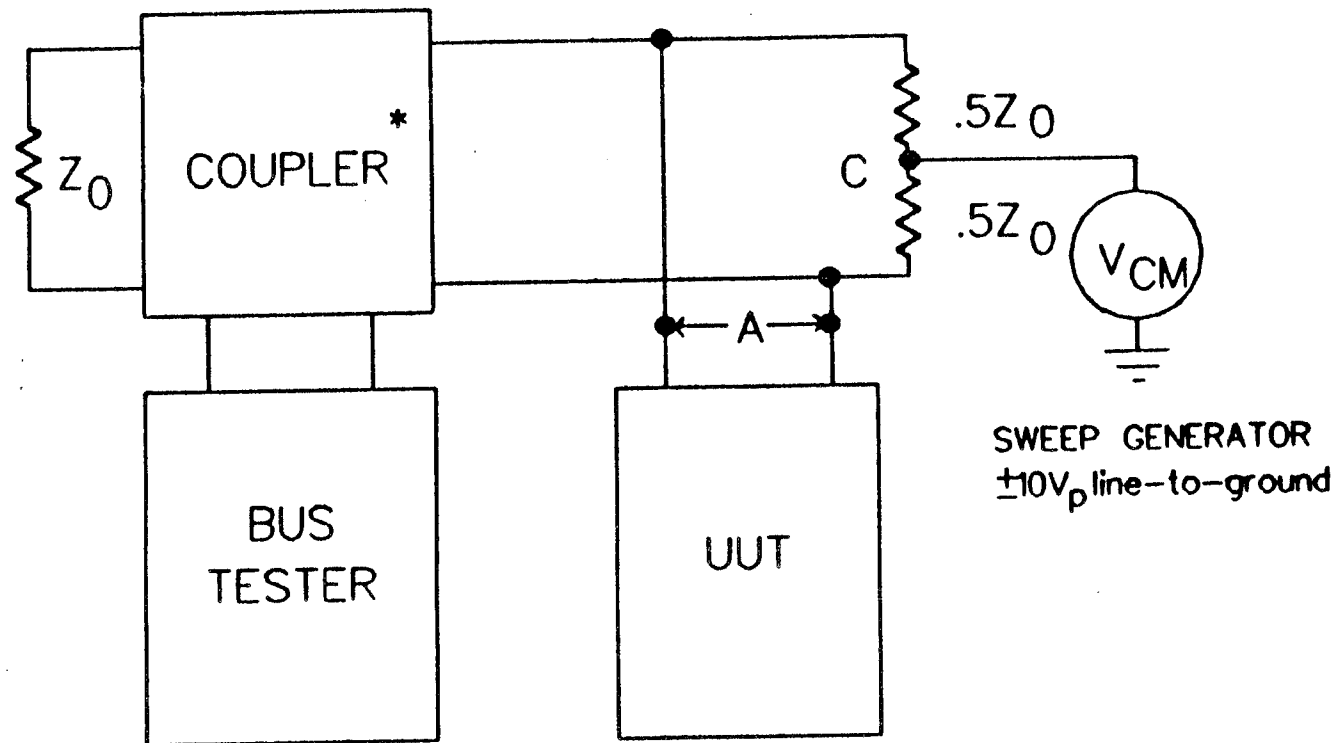 Z0
COUPLER*
.5Z0
C
.5Z0
VCM
A
SWEEP GENERATOR
±10Vp line-to-ground
BUS
TESTER
UUT